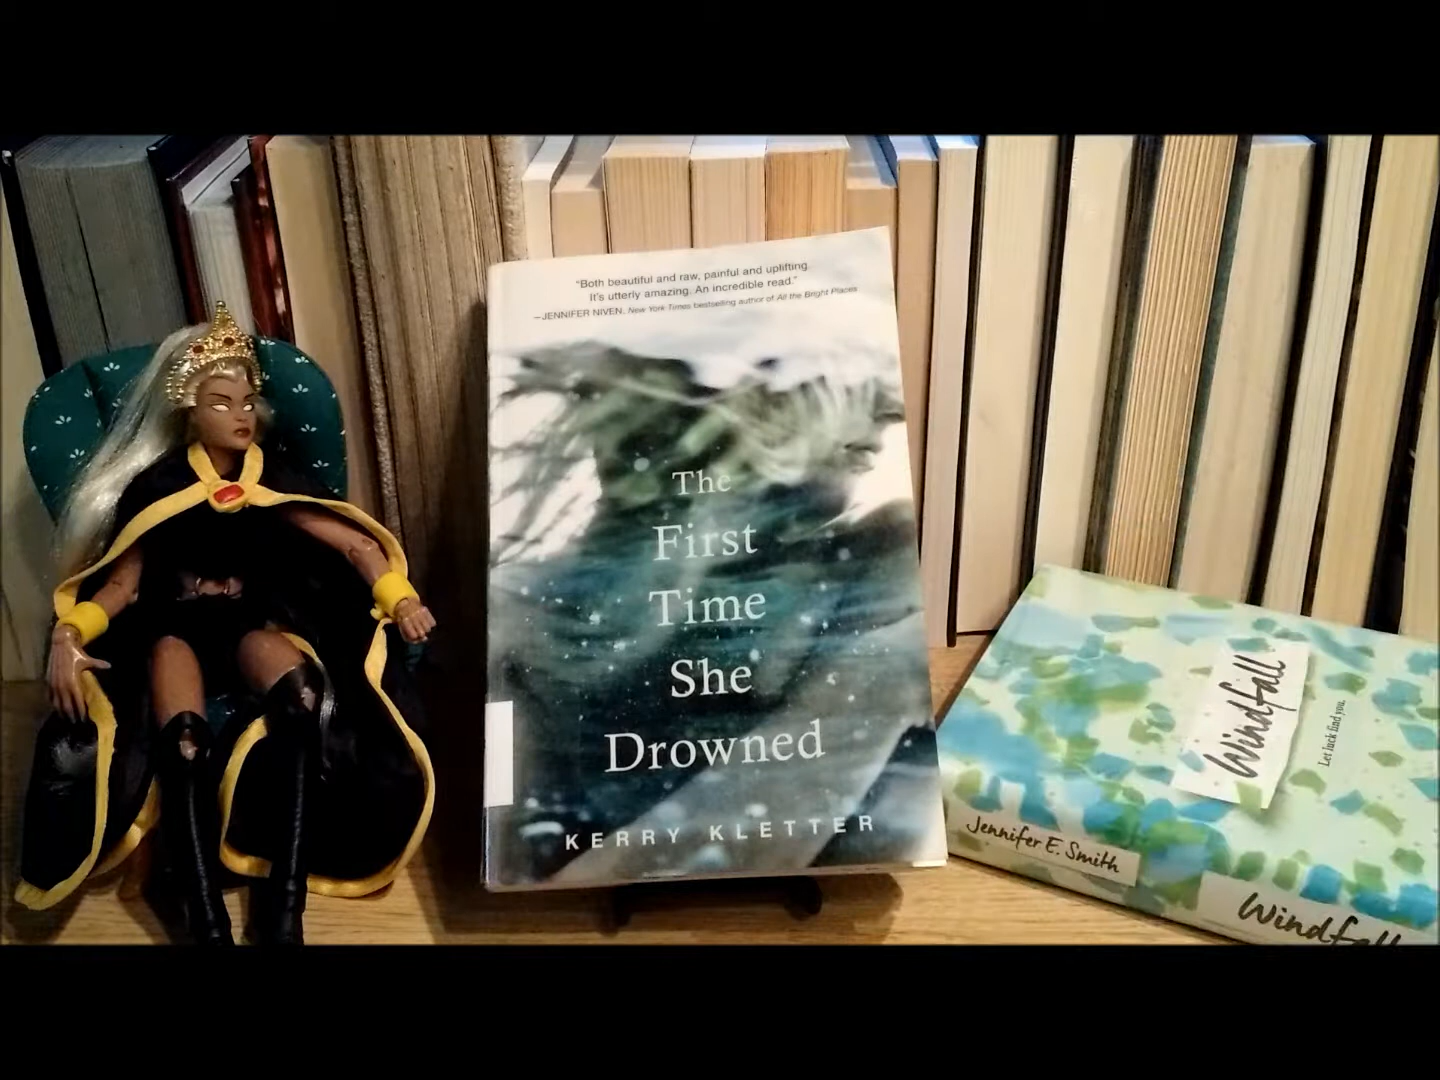 "Both beautiful and raw, painful and uplifting.
It's utterly amazing. An incredible read."
—JENNIFER NIVEN, New York Times bestselling author of All the Bright Places
The
First
Time
She
Drowned
KERRY KLETTER
Windfall
Let luck find you.
Jennifer E. Smith
Windfall